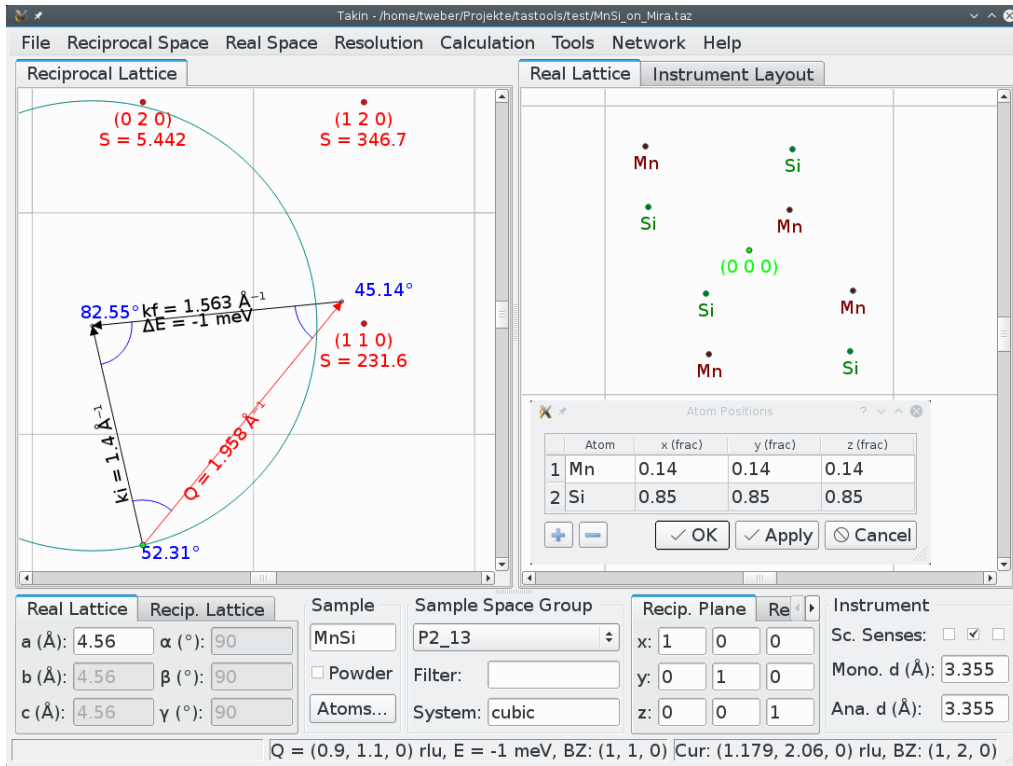 Takin - /home/tweber/Projekte/tastools/test/MnSi_on_Mira.taz
File Reciprocal Space Real Space Resolution Calculation Tools Network Help
Reciprocal Lattice
Real Lattice Instrument Layout
(0 2 0)
S = 5.442
(1 2 0)
S = 346.7
82.55°
kf = 1.563 Å⁻¹
ΔE = -1 meV
45.14°
(1 1 0)
S = 231.6
ki = 1.4 Å⁻¹
Q = 1.958 Å⁻¹
52.31°
Mn
Si
Si
Mn
(0 0 0)
Si
Mn
Mn
Si
Atom Positions
Atom x (frac) y (frac) z (frac)
1 Mn 0.14 0.14 0.14
2 Si 0.85 0.85 0.85
OK Apply Cancel
Real Lattice Recip. Lattice
a (Å): 4.56 α (°): 90
b (Å): 4.56 β (°): 90
c (Å): 4.56 γ (°): 90
Sample
MnSi
Powder
Atoms...
Sample Space Group
P2_13
Filter:
System: cubic
Recip. Plane Re
x: 1 0 0
y: 0 1 0
z: 0 0 1
Instrument
Sc. Senses:
Mono. d (Å): 3.355
Ana. d (Å): 3.355
Q = (0.9, 1.1, 0) rlu, E = -1 meV, BZ: (1, 1, 0) Cur: (1.179, 2.06, 0) rlu, BZ: (1, 2, 0)